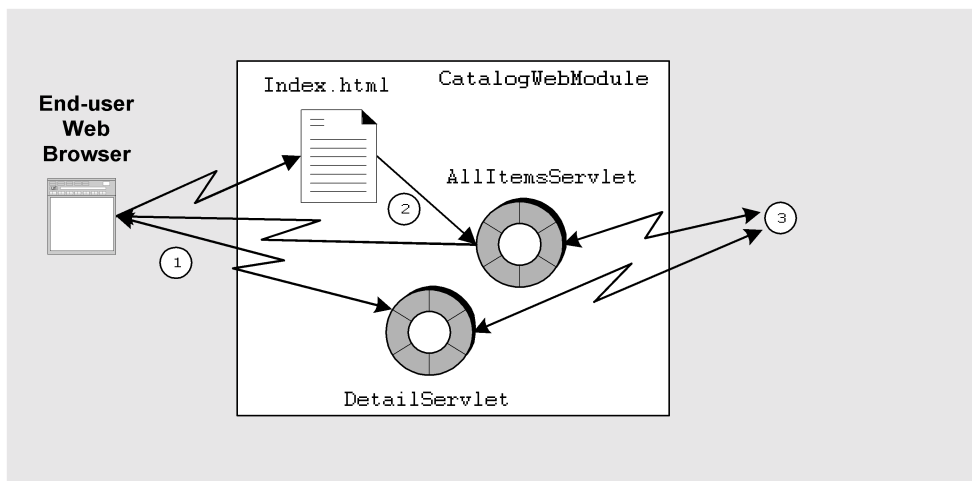 Index.html
CatalogWebModule
End-user
Web
Browser
AllItemsServlet
2
3
1
DetailServlet